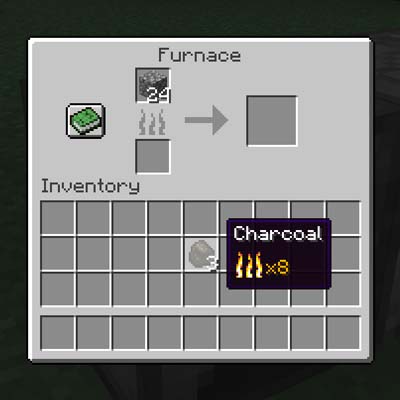 Furnace
24
Inventory
Charcoal
3
x8